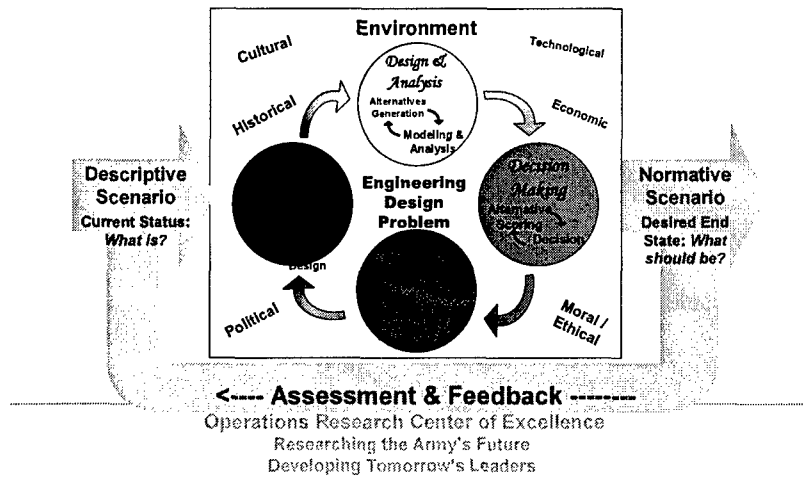 Environment
Cultural
Technological
Design &
Analysis
Alternatives
Generation
Modeling &
Analysis
Historical
Economic
Descriptive
Scenario
Current Status:
What is?
Engineering
Design
Problem
Decision
Making
Alternative
Scoring
Decision
Normative
Scenario
Desired End
State: What
should be?
Design
Political
Moral /
Ethical
<---- Assessment & Feedback -------
Operations Research Center of Excellence
Researching the Army's Future
Developing Tomorrow's Leaders